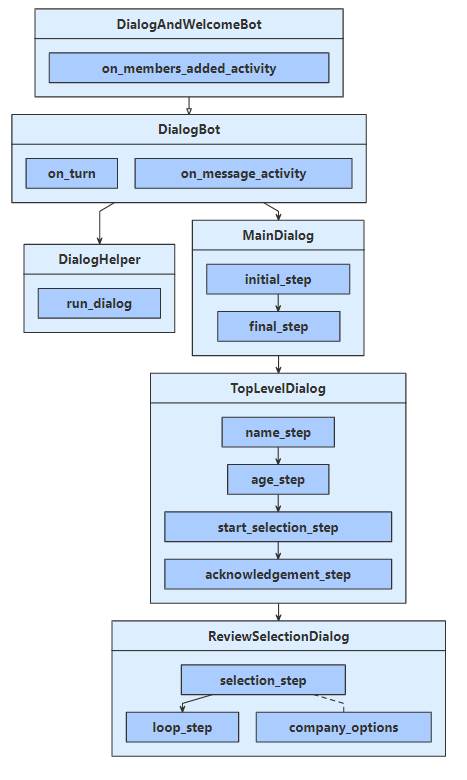 DialogAndWelcomeBot
on_members_added_activity
DialogBot
on_turn
on_message_activity
DialogHelper
run_dialog
MainDialog
initial_step
final_step
TopLevelDialog
name_step
age_step
start_selection_step
acknowledgement_step
ReviewSelectionDialog
selection_step
loop_step
company_options